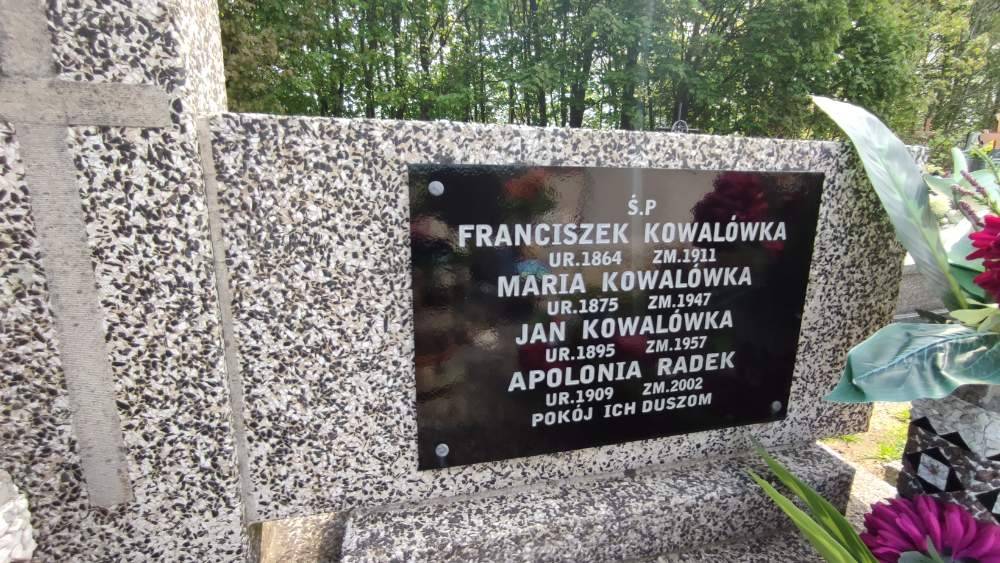 Ś.P
FRANCISZEK KOWALÓWKA
UR.1864 ZM.1911
MARIA KOWALÓWKA
UR.1875 ZM.1947
JAN KOWALÓWKA
UR.1895 ZM.1957
APOLONIA RADEK
UR.1909 ZM.2002
POKÓJ ICH DUSZOM